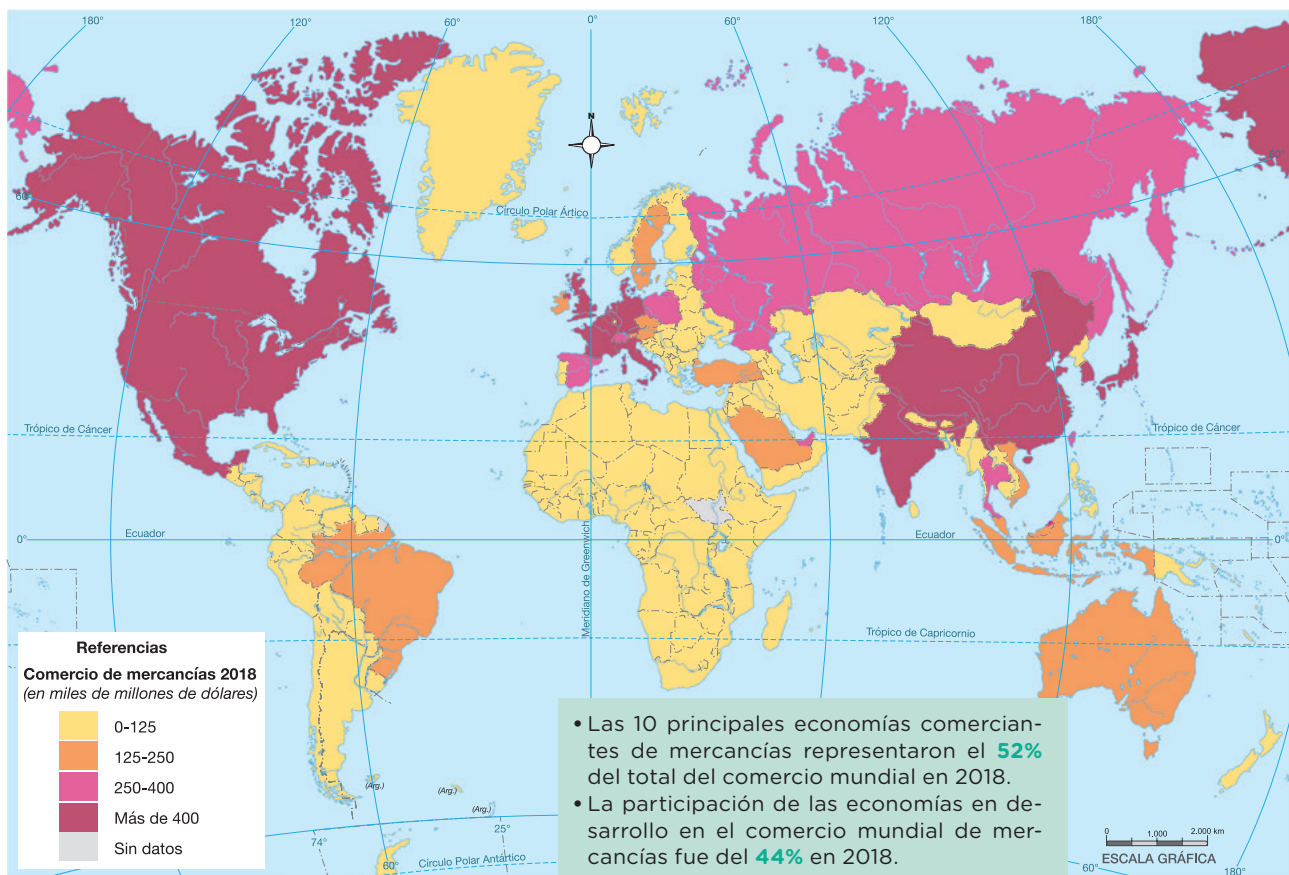 180°
120°
60°
0°
60°
120°
180°
N
60°
60°
Círculo Polar Ártico
Trópico de Cáncer
Trópico de Cáncer
Meridiano de Greenwich
0°
Ecuador
Ecuador
0°
Trópico de Capricornio
Referencias
Comercio de mercancías 2018
(en miles de millones de dólares)
0-125
125-250
250-400
Más de 400
Sin datos
(Arg.)
(Arg.)
(Arg.)
74°
25°
60°
Círculo Polar Antártico
• Las 10 principales economías comercian-
tes de mercancías representaron el 52%
del total del comercio mundial en 2018.
• La participación de las economías en de-
sarrollo en el comercio mundial de mer-
cancías fue del 44% en 2018.
0 1.000 2.000 km
ESCALA GRÁFICA
60°
180°